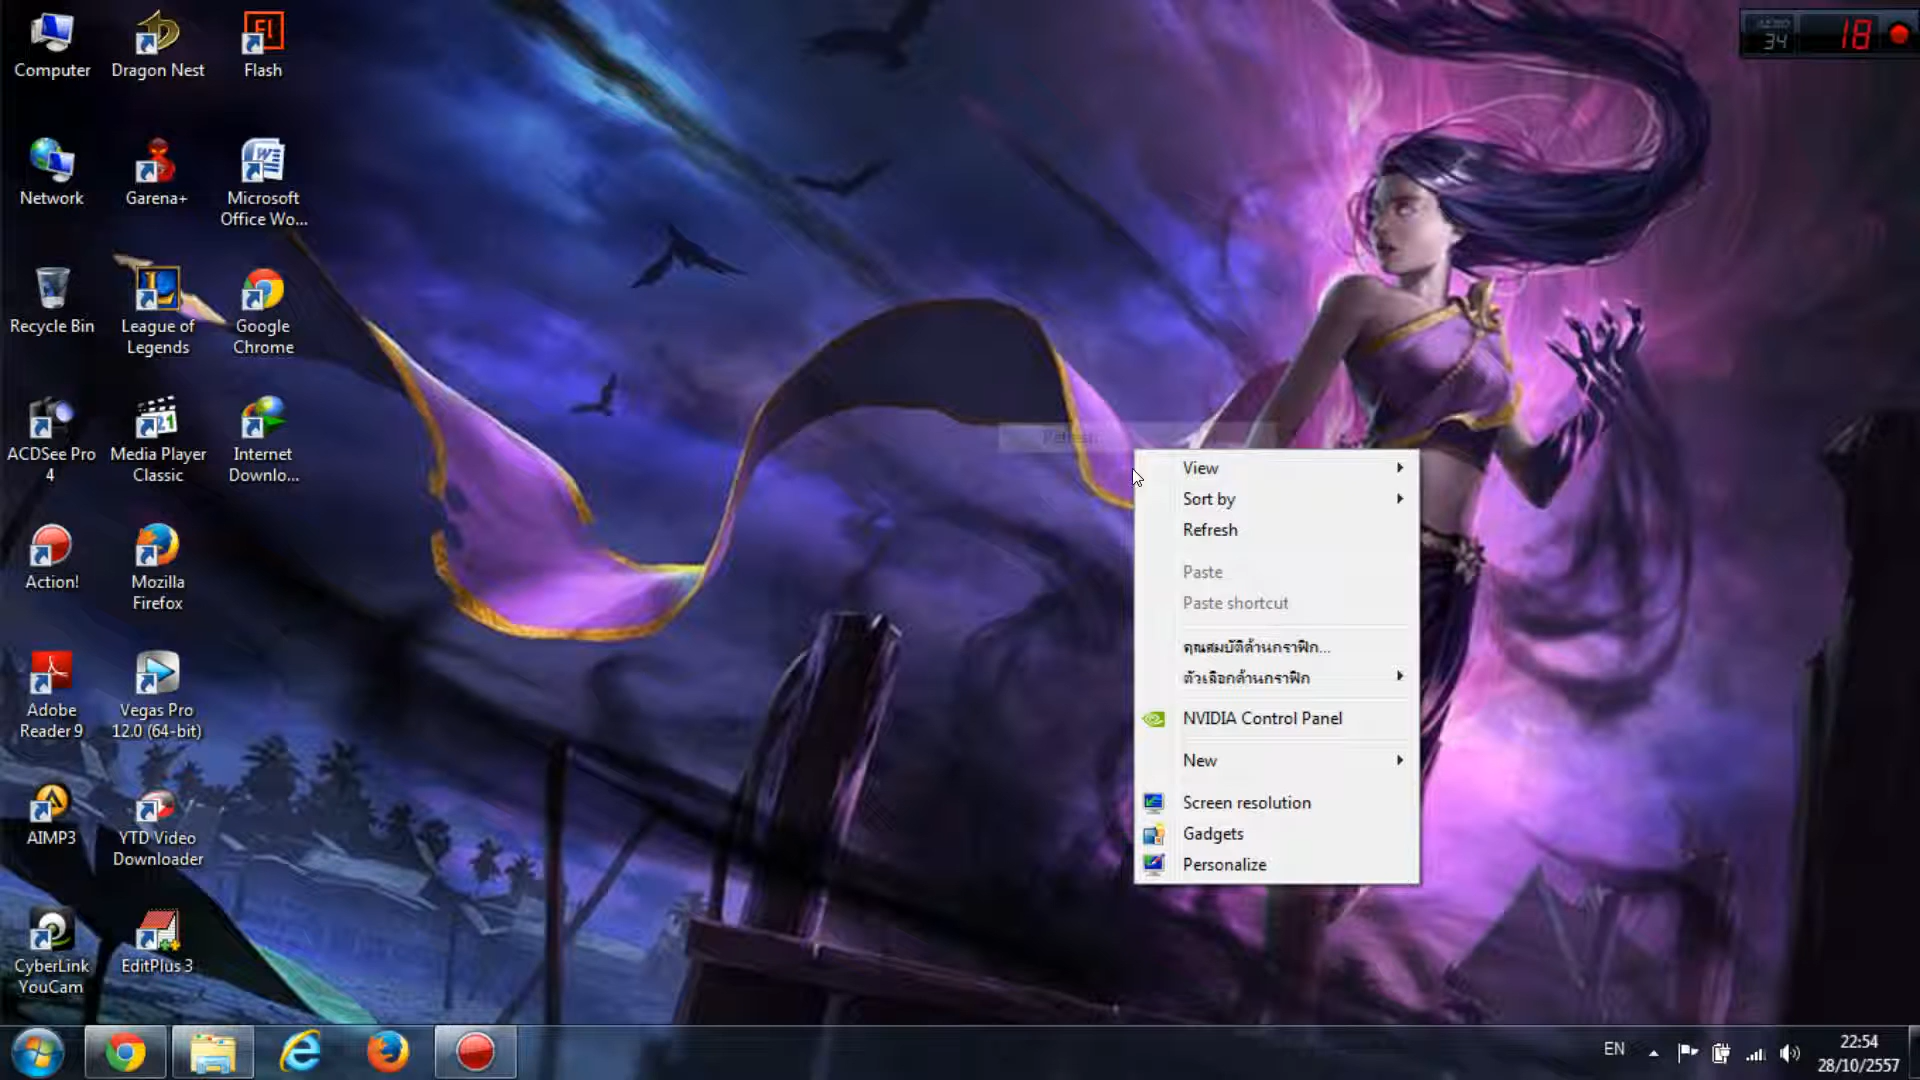 Computer
Dragon Nest
Flash
Network
Garena+
Microsoft
Office Wo...
Recycle Bin
League of
Legends
Google
Chrome
ACDSee Pro
4
Media Player
Classic
Internet
Downlo...
Action!
Mozilla
Firefox
Adobe
Reader 9
Vegas Pro
12.0 (64-bit)
AIMP3
YTD Video
Downloader
CyberLink
YouCam
EditPlus 3
34
18
Refresh
View
Sort by
Refresh
Paste
Paste shortcut
คุณสมบัติด้านกราฟิก...
ตัวเลือกด้านกราฟิก
NVIDIA Control Panel
New
Screen resolution
Gadgets
Personalize
EN
22:54
28/10/2557